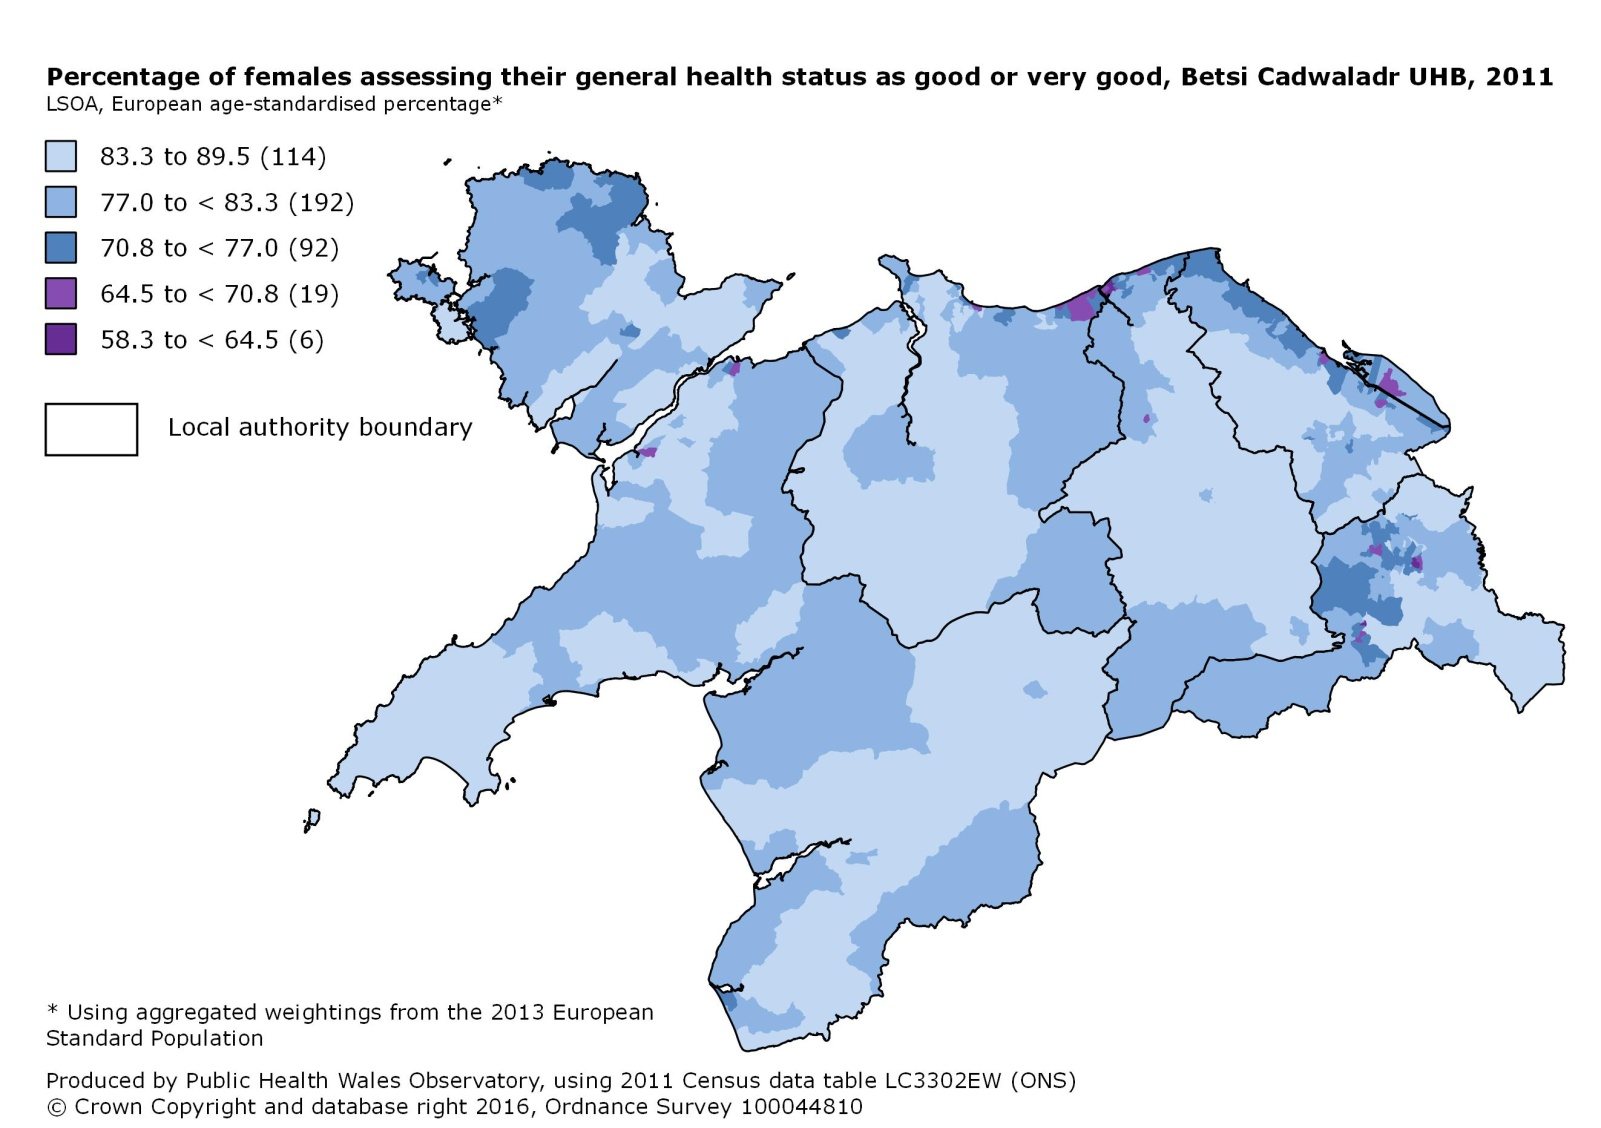 Percentage of females assessing their general health status as good or very good, Betsi Cadwaladr UHB, 2011
LSOA, European age-standardised percentage*
83.3 to 89.5 (114)
77.0 to < 83.3 (192)
70.8 to < 77.0 (92)
64.5 to < 70.8 (19)
58.3 to < 64.5 (6)
Local authority boundary
* Using aggregated weightings from the 2013 European
Standard Population
Produced by Public Health Wales Observatory, using 2011 Census data table LC3302EW (ONS)
© Crown Copyright and database right 2016, Ordnance Survey 100044810